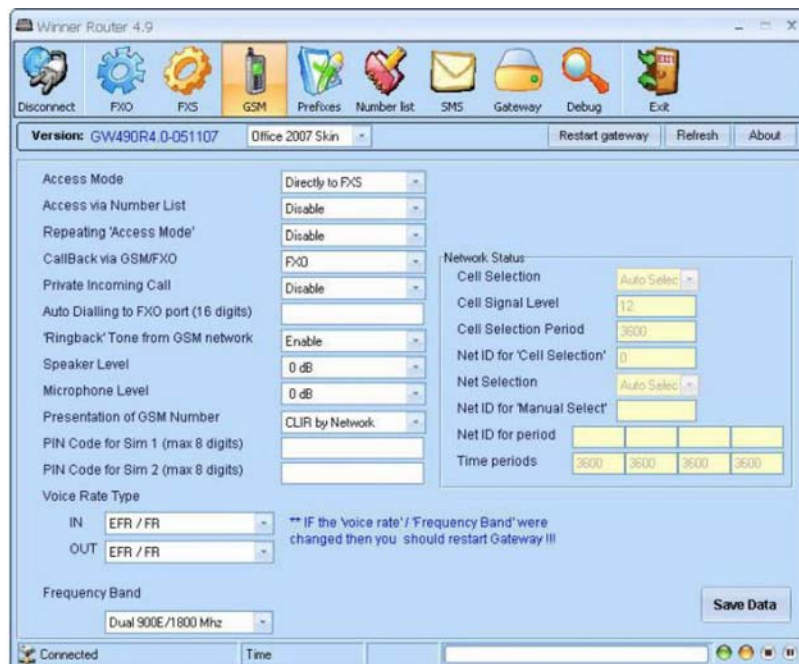 Winner Router 4.9
Disconnect FXO FXS GSM Prefixes Number list SMS Gateway Debug Exit
Version: GW490R4.0-051107 Office 2007 Skin Restart gateway Refresh About
Access Mode Directly to FXS
Access via Number List Disable
Repeating 'Access Mode' Disable
CallBack via GSM/FXO FXO
Private Incoming Call Disable
Auto Dialling to FXO port (16 digits)
'Ringback' Tone from GSM network Enable
Speaker Level 0 dB
Microphone Level 0 dB
Presentation of GSM Number CLIR by Network
PIN Code for Sim 1 (max 8 digits)
PIN Code for Sim 2 (max 8 digits)
Network Status
Cell Selection Auto Selec
Cell Signal Level 12
Cell Selection Period 3600
Net ID for 'Cell Selection' 0
Net Selection Auto Selec
Net ID for 'Manual Select'
Net ID for period
Time periods 3600 3600 3600 3600
Voice Rate Type
IN EFR / FR
OUT EFR / FR
** IF the 'voice rate' / 'Frequency Band' were
changed then you should restart Gateway !!!
Frequency Band
Dual 900E/1800 Mhz
Save Data
Connected Time